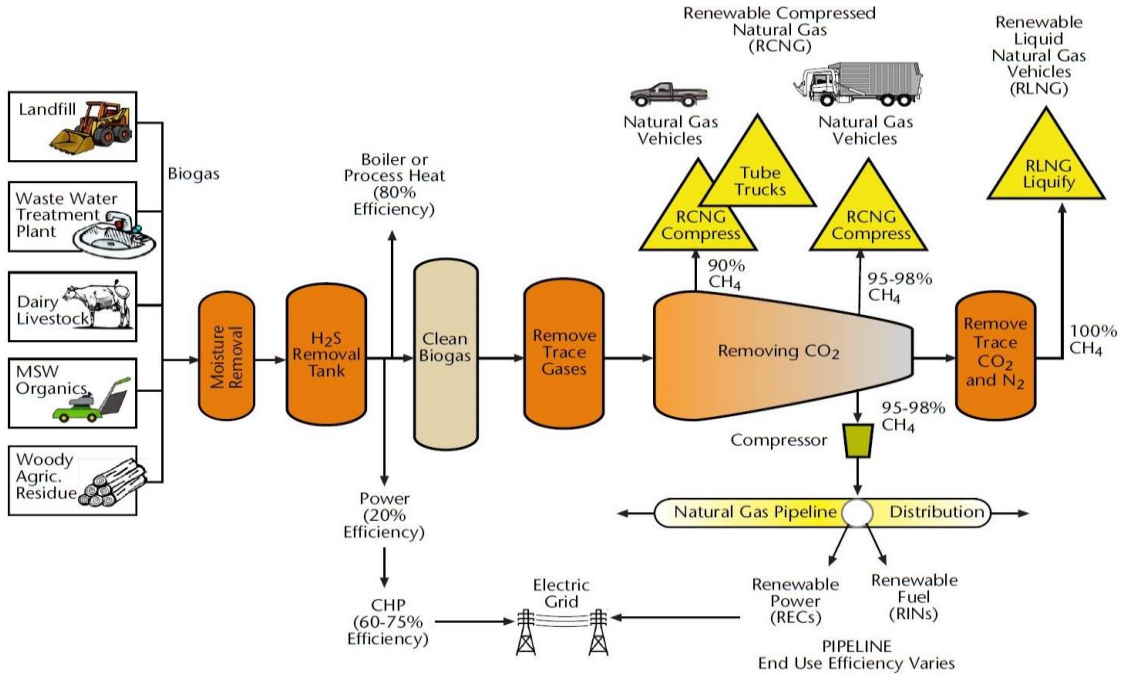 Renewable Compressed
Natural Gas
(RCNG)
Renewable
Liquid
Natural Gas
Vehicles
(RLNG)
Natural Gas
Vehicles
Natural Gas
Vehicles
Landfill
Biogas
Waste Water
Treatment
Plant
Dairy
Livestock
MSW
Organics
Woody
Agric.
Residue
Boiler or
Process Heat
(80%
Efficiency)
Tube
Trucks
RCNG
Compress
RCNG
Compress
RLNG
Liquify
90%
CH4
95-98%
CH4
100%
CH4
Moisture
Removal
H2S
Removal
Tank
Clean
Biogas
Remove
Trace
Gases
Removing CO2
Remove
Trace
CO2
and N2
95-98%
CH4
Compressor
Power
(20%
Efficiency)
Natural Gas Pipeline
Distribution
CHP
(60-75%
Efficiency)
Electric
Grid
Renewable
Power
(RECs)
Renewable
Fuel
(RINs)
PIPELINE
End Use Efficiency Varies